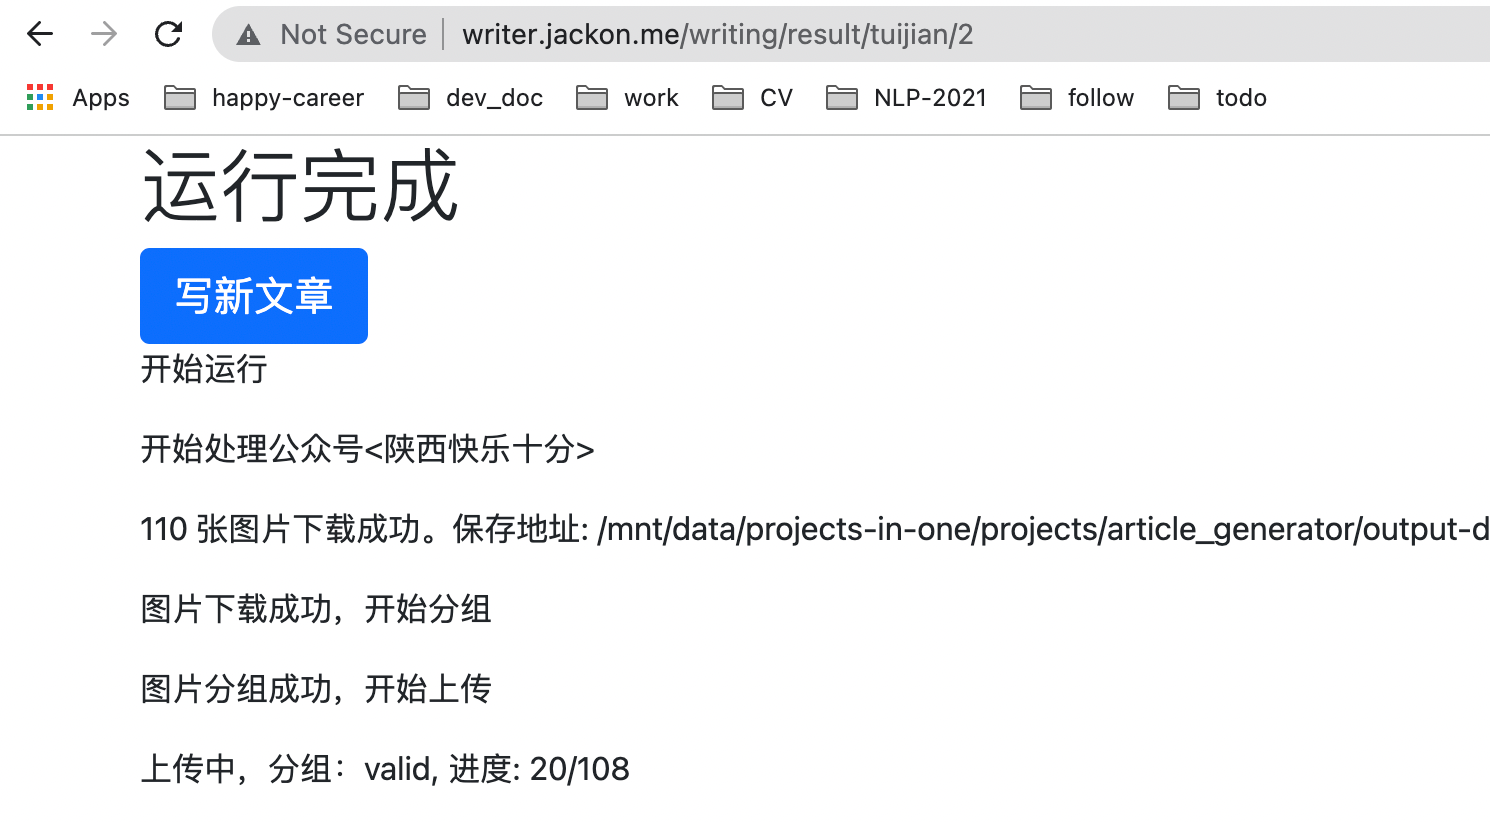 Not Secure writer.jackon.me/writing/result/tuijian/2
Apps happy-career dev_doc work CV NLP-2021 follow todo
运行完成
写新文章
开始运行
开始处理公众号<陕西快乐十分>
110 张图片下载成功。保存地址: /mnt/data/projects-in-one/projects/article_generator/output-d
图片下载成功，开始分组
图片分组成功，开始上传
上传中，分组：valid, 进度: 20/108